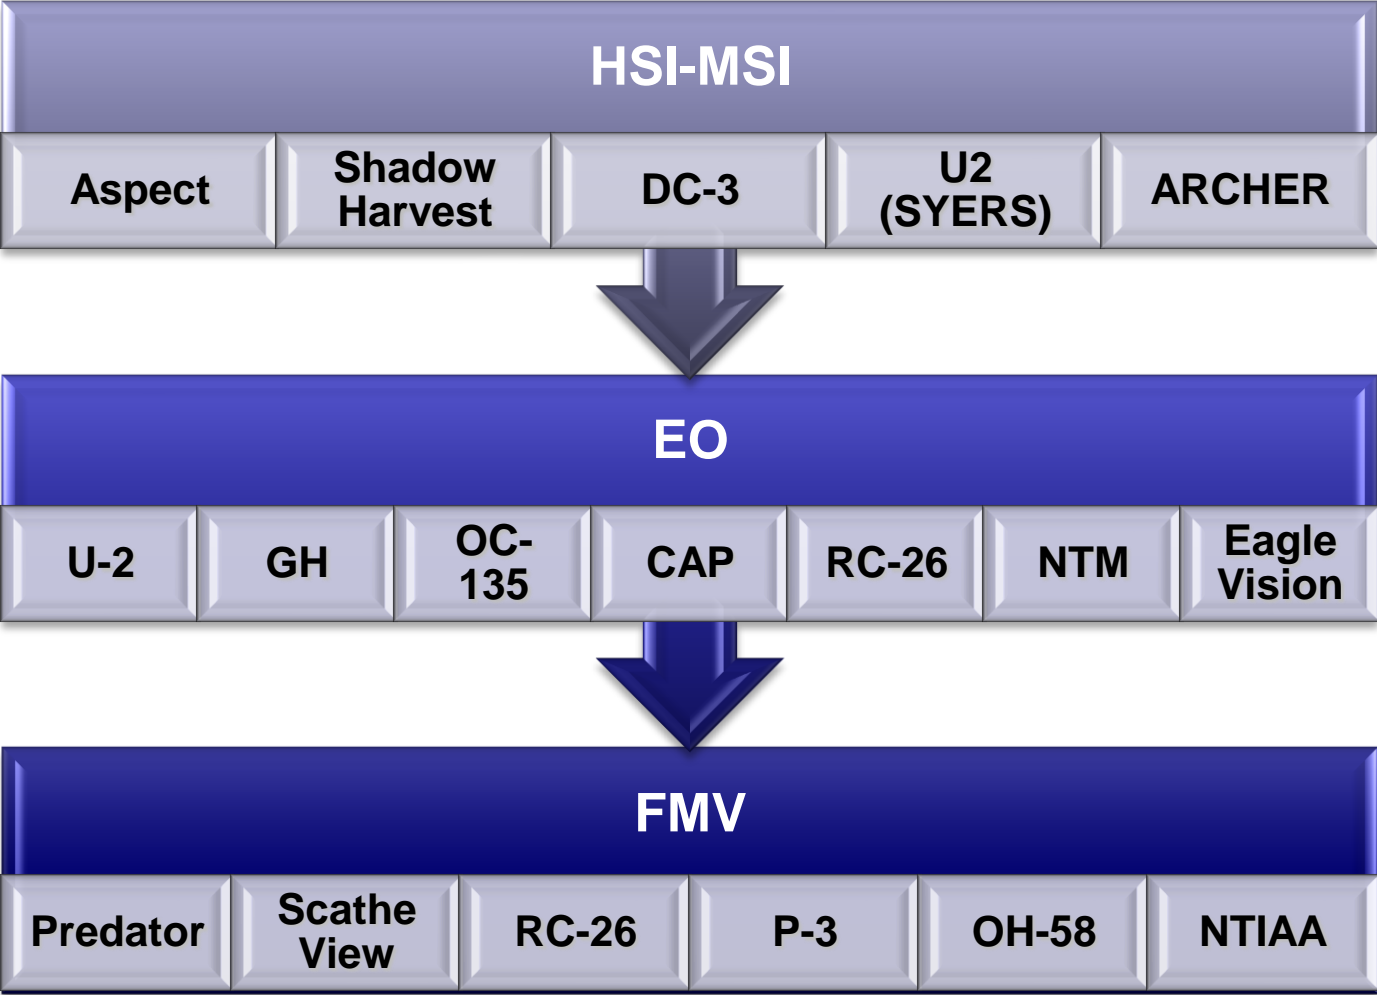 HSI-MSI
Aspect
Shadow
Harvest
DC-3
U2
(SYERS)
ARCHER
EO
U-2
GH
OC-
135
CAP
RC-26
NTM
Eagle
Vision
FMV
Predator
Scathe
View
RC-26
P-3
OH-58
NTIAA